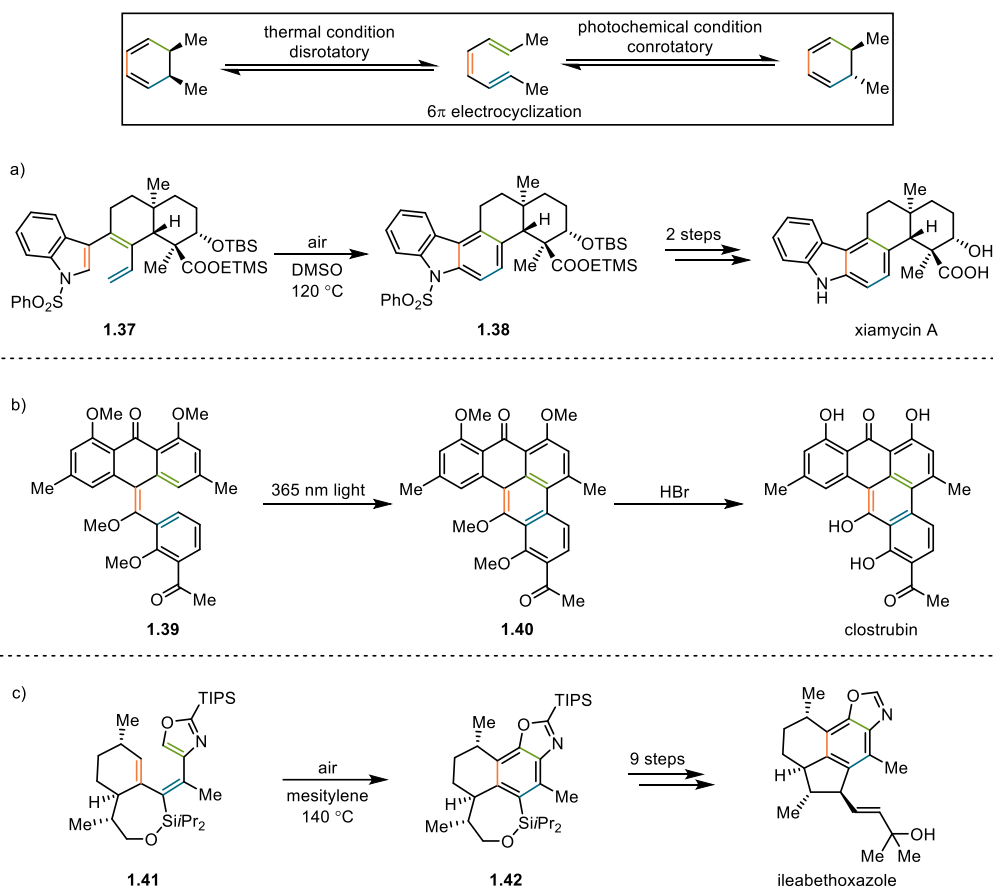 thermal condition
disrotatory
photochemical condition
conrotatory
Me
Me
Me
Me
Me
Me
6π electrocyclization
a)
Me
H
OTBS
Me
COOETMS
N
PhO2S
1.37
air
DMSO
120 °C
Me
H
OTBS
Me
COOETMS
N
PhO2S
1.38
2 steps
Me
H
OH
Me
COOH
N
H
xiamycin A
b)
OMe O OMe
Me
Me
MeO
MeO
O
Me
1.39
365 nm light
OMe O OMe
Me
Me
MeO
MeO
O
Me
1.40
HBr
OH O OH
Me
Me
HO
HO
O
Me
clostrubin
c)
TIPS
O
N
Me
Me
H
Me
SiiPr2
O
1.41
air
mesitylene
140 °C
TIPS
O
N
Me
Me
H
Me
SiiPr2
O
1.42
9 steps
Me
O
N
Me
H
Me
OH
Me
Me
ileabethoxazole